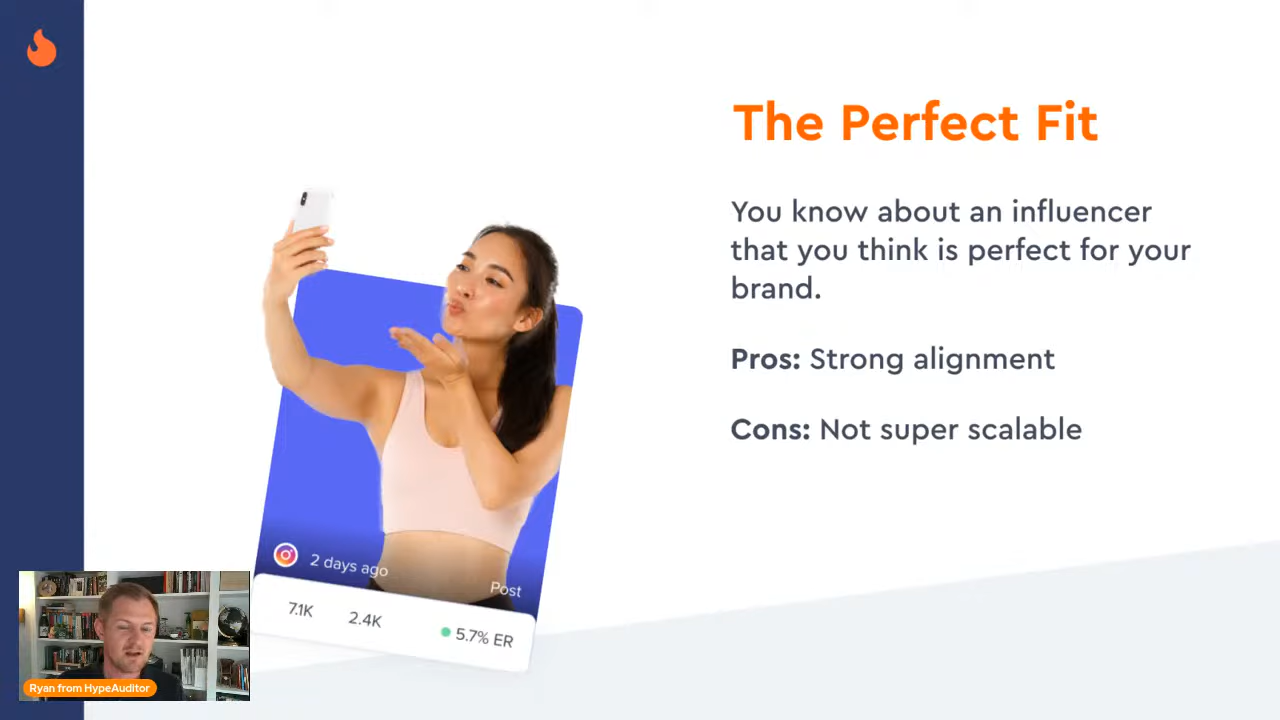 The Perfect Fit
You know about an influencer
that you think is perfect for your
brand.
Pros: Strong alignment
Cons: Not super scalable
2 days ago
Post
7.1K 2.4K 5.7% ER
Ryan from HypeAuditor